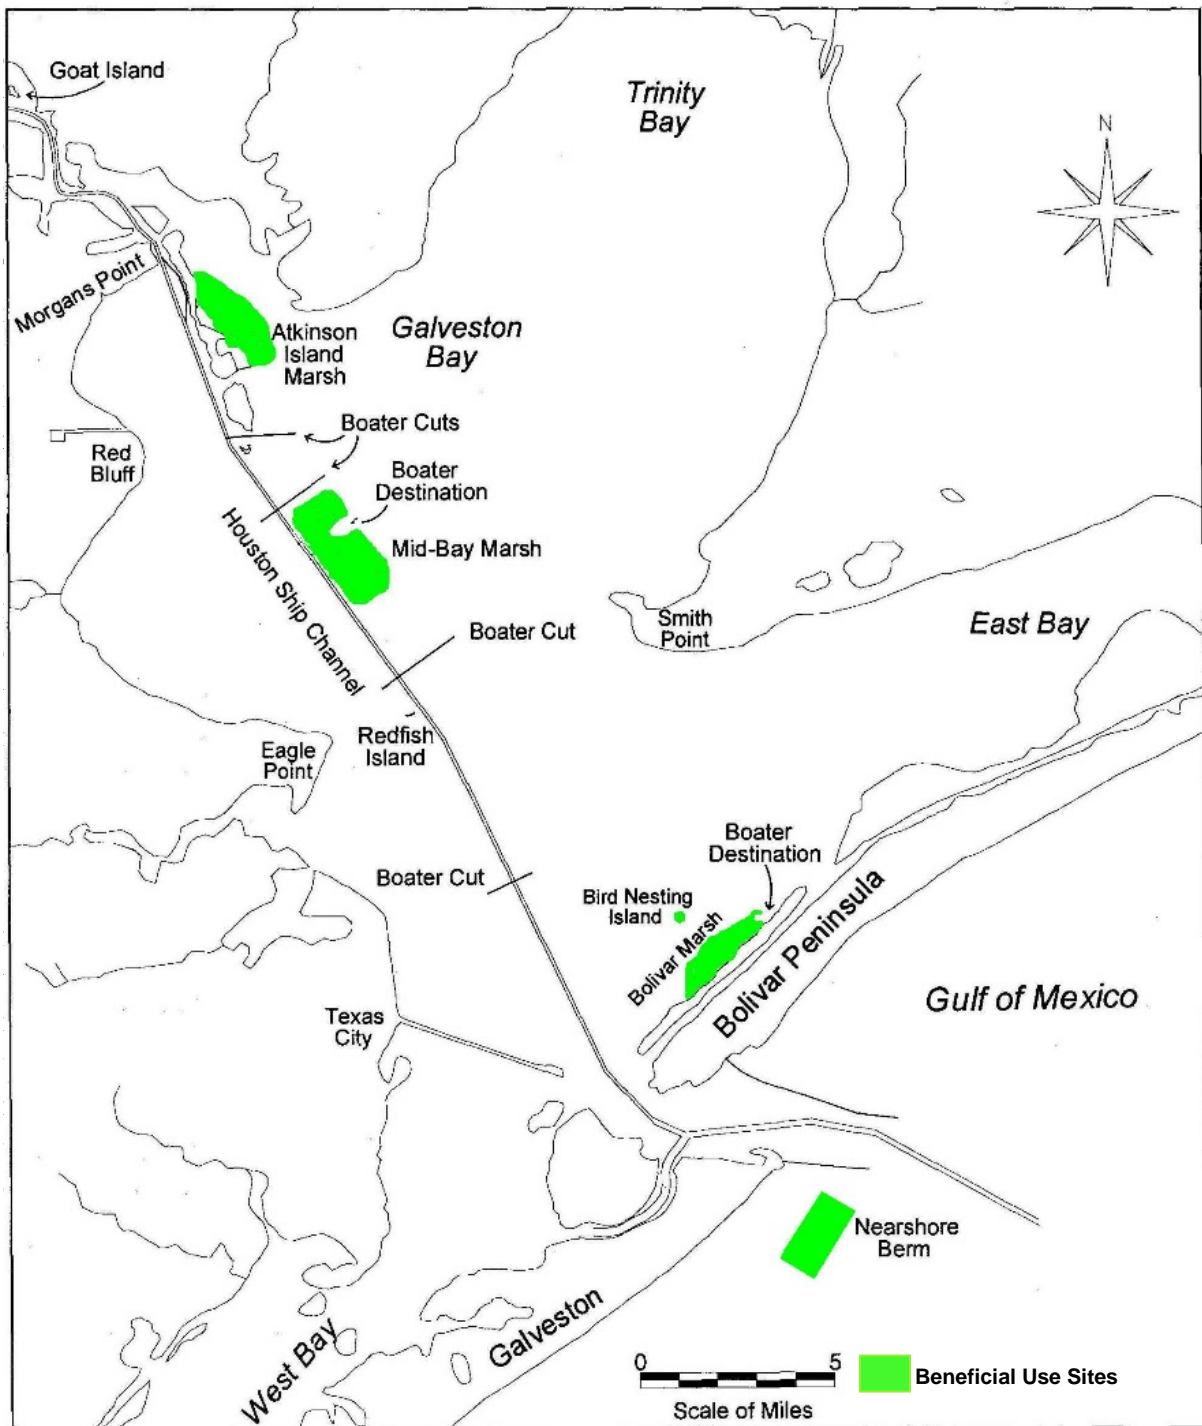 Goat Island
Trinity
Bay
N
Morgans Point
Atkinson
Island
Marsh
Galveston
Bay
Boater Cuts
Red
Bluff
Boater
Destination
Mid-Bay Marsh
Houston Ship Channel
Smith
Point
East Bay
Boater Cut
Redfish
Island
Eagle
Point
Boater
Destination
Boater Cut
Bird Nesting
Island
Bolivar Marsh
Bolivar Peninsula
Gulf of Mexico
Texas
City
Nearshore
Berm
Galveston
West Bay
0 5
Scale of Miles
Beneficial Use Sites